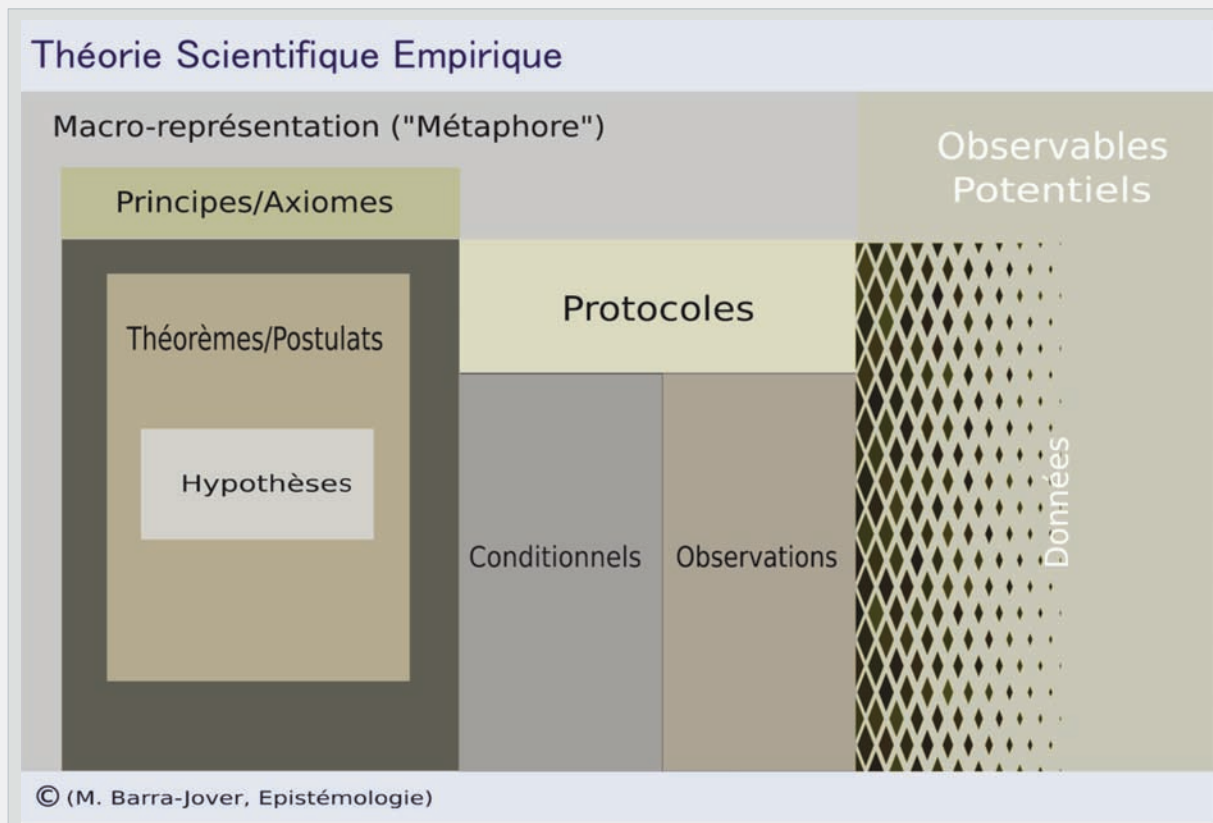 Théorie Scientifique Empirique
Macro-représentation ("Métaphore")
Observables
Potentiels
Principes/Axiomes
Protocoles
Théorèmes/Postulats
Hypothèses
Conditionnels
Observations
Données
© (M. Barra-Jover, Epistémologie)